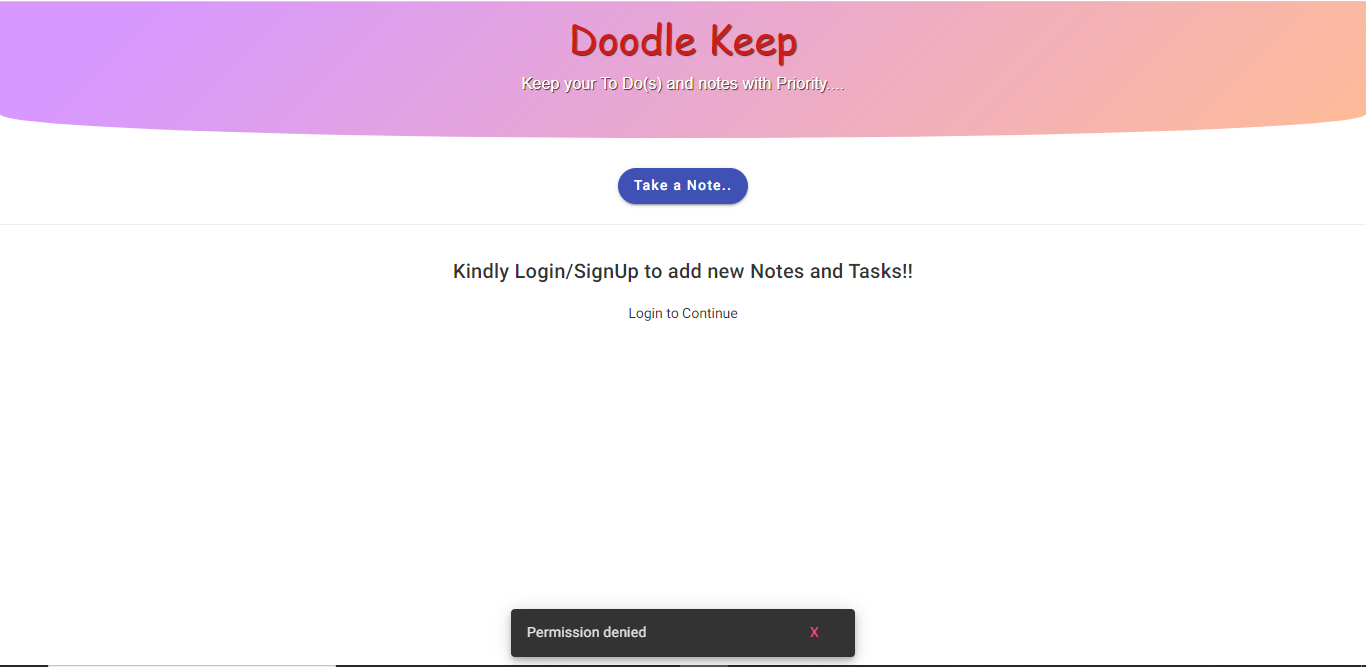 Doodle Keep
Keep your To Do(s) and notes with Priority....
Take a Note..
Kindly Login/SignUp to add new Notes and Tasks!!
Login to Continue
Permission denied X